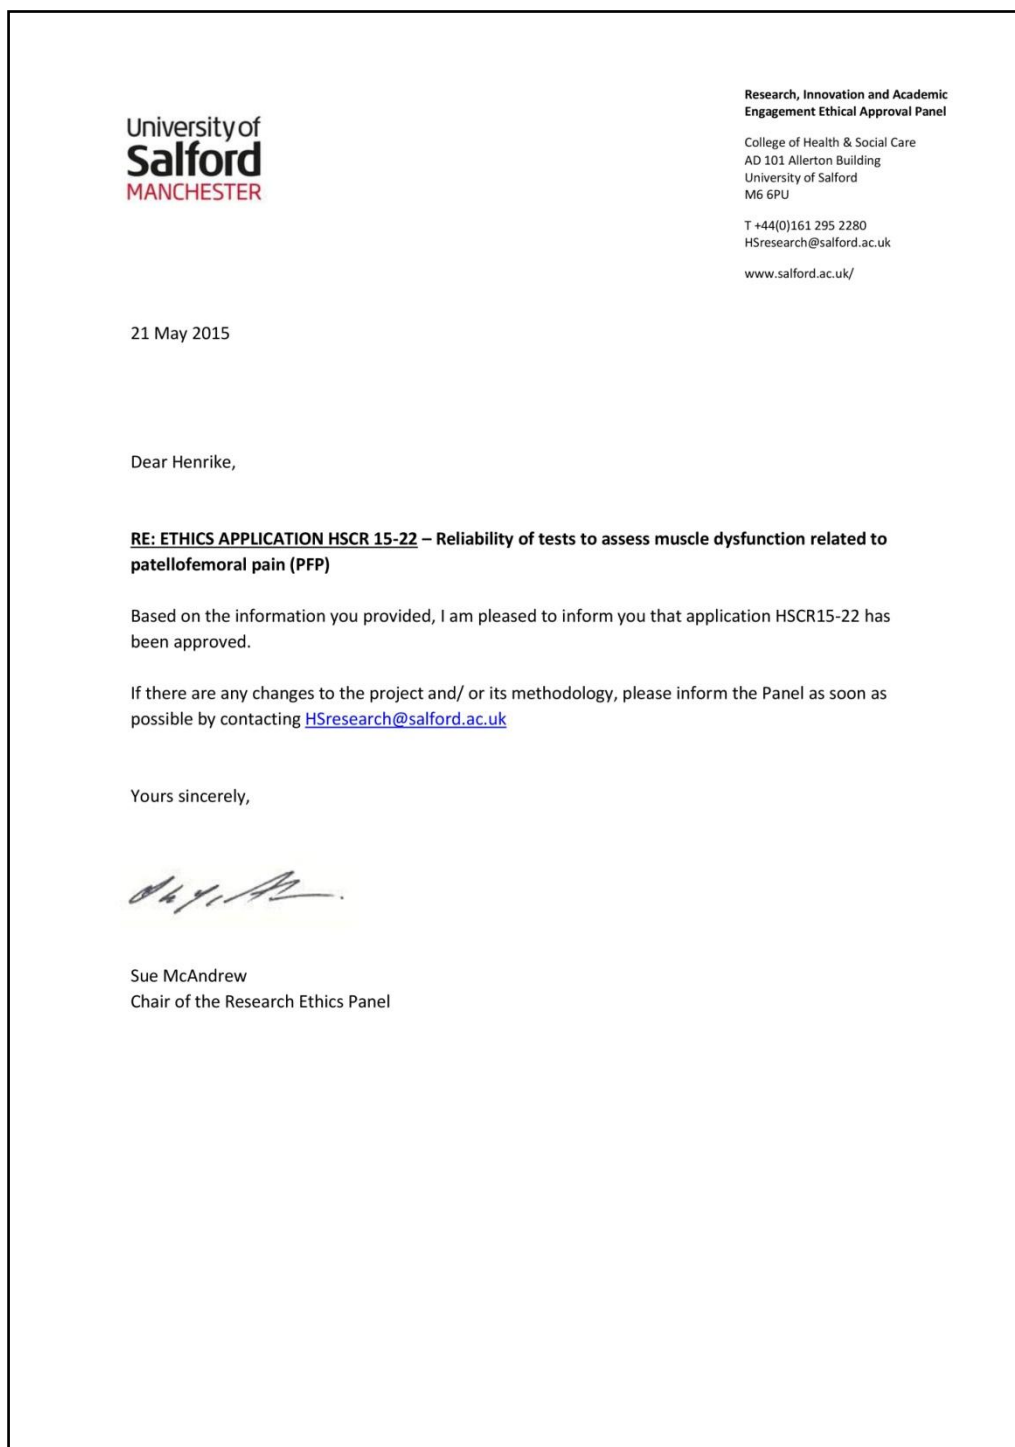 University of
Salford
MANCHESTER
Research, Innovation and Academic
Engagement Ethical Approval Panel
College of Health & Social Care
AD 101 Allerton Building
University of Salford
M6 6PU
T +44(0)161 295 2280
HSresearch@salford.ac.uk
www.salford.ac.uk/
21 May 2015
Dear Henrike,
RE: ETHICS APPLICATION HSCR 15-22 – Reliability of tests to assess muscle dysfunction related to
patellofemoral pain (PFP)
Based on the information you provided, I am pleased to inform you that application HSCR15-22 has
been approved.
If there are any changes to the project and/ or its methodology, please inform the Panel as soon as
possible by contacting HSresearch@salford.ac.uk
Yours sincerely,
Sue McAndrew
Chair of the Research Ethics Panel